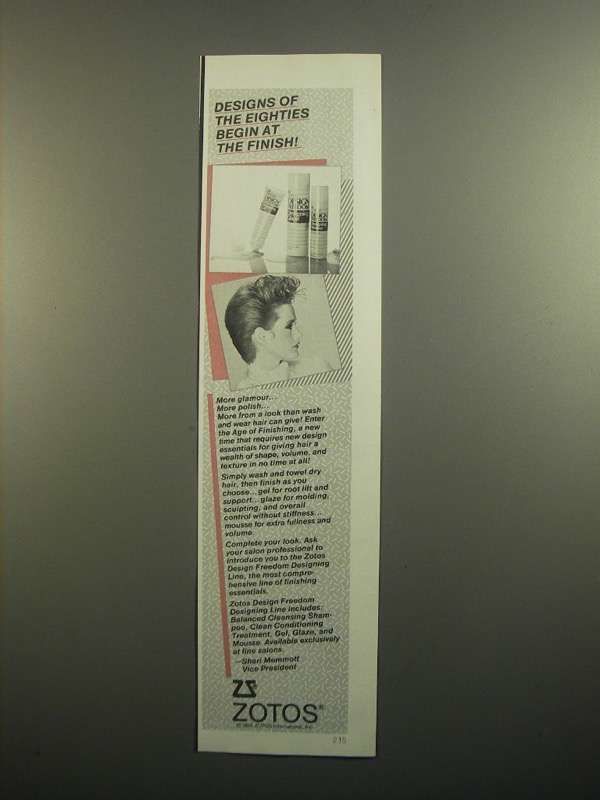 DESIGNS OF
THE EIGHTIES
BEGIN AT
THE FINISH!
More glamour...
More polish...
More from a look than wash
and wear hair can give! Enter
the Age of Finishing, a new
time that requires new design
essentials for giving hair a
wealth of shape, volume, and
texture in no time at all!
Simply wash and towel dry
hair, then finish as you
choose...gel for root lift and
support...glaze for molding,
sculpting, and overall
control without stiffness...
mousse for extra fullness and
volume.
Complete your look. Ask
your salon professional to
introduce you to the Zotos
Design Freedom Designing
Line, the most compre-
hensive line of finishing
essentials.
Zotos Design Freedom
Designing Line includes:
Balanced Cleansing Sham-
poo, Clean Conditioning
Treatment, Gel, Glaze, and
Mousse. Available exclusively
at fine salons.
—Shari Memmott
Vice President
ZOTOS®
215